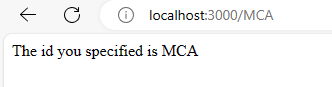 localhost:3000/MCA
The id you specified is MCA